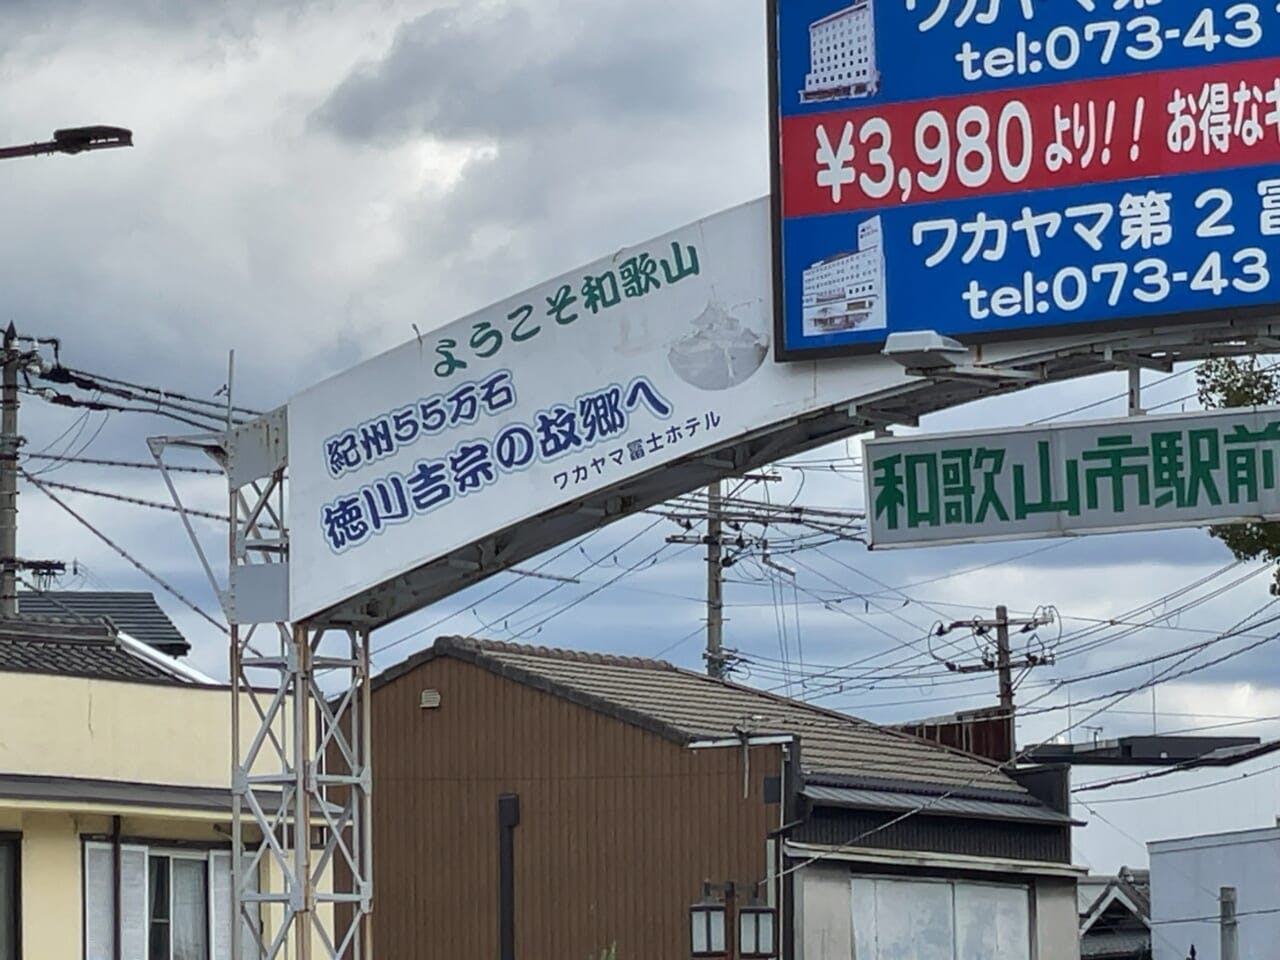 ワカヤマ第
tel:073-43
¥3,980より!! お得な
ワカヤマ第2富
tel:073-43
ようこそ和歌山
紀州55万石
徳川吉宗の故郷へ
ワカヤマ冨士ホテル
和歌山市駅前